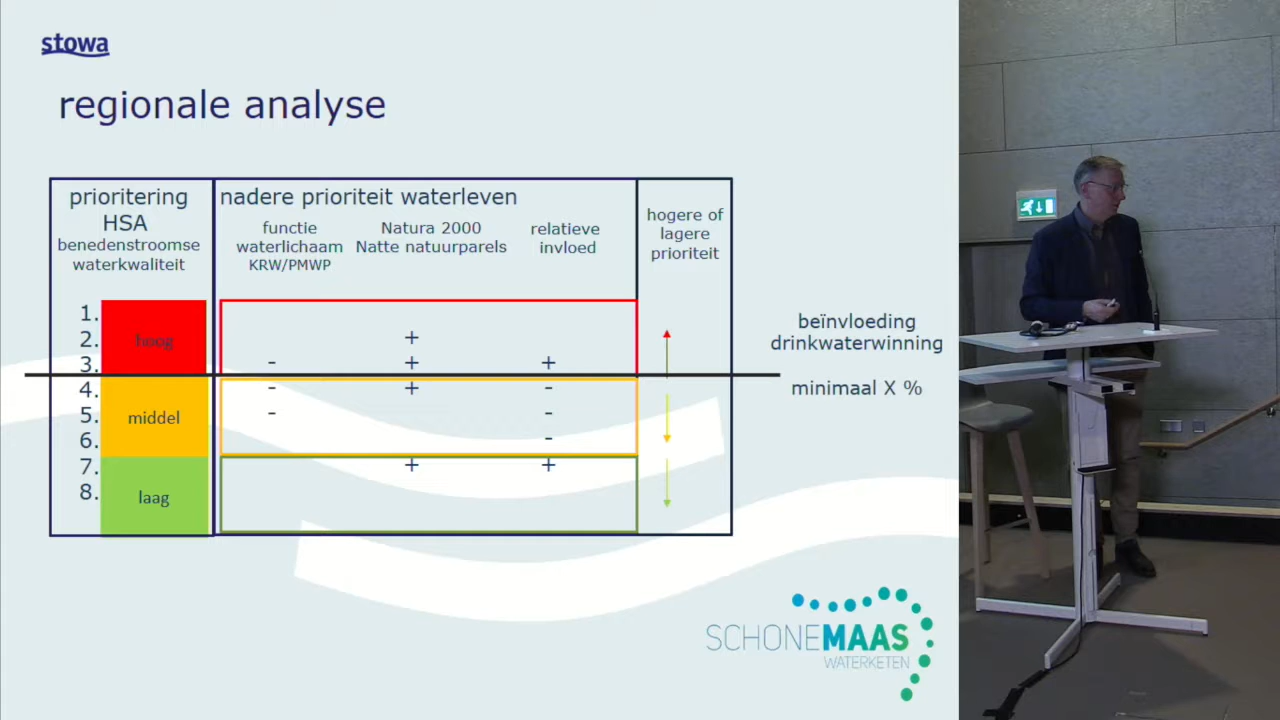 stowa
regionale analyse
prioritering
HSA
benedenstroomse
waterkwaliteit
nadere prioriteit waterleven
functie
waterlichaam
KRW/PMWP
Natura 2000
Natte natuurparels
relatieve
invloed
hogere of
lagere
prioriteit
1.
2. +
3. - + +
hoog
4. - + -
5. - -
6. -
middel
7. + +
8.
laag
beïnvloeding
drinkwaterwinning
minimaal X %
SCHONEMAAS
WATERKETEN